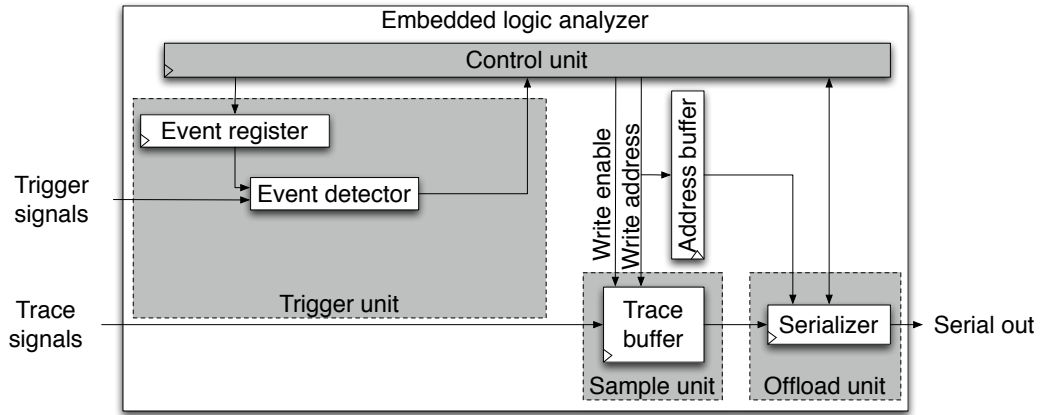 Embedded logic analyzer
Control unit
Event register
Event detector
Trigger
signals
Write enable
Write address
Address buffer
Trigger unit
Trace
signals
Trace
buffer
Serializer
Serial out
Sample unit
Offload unit